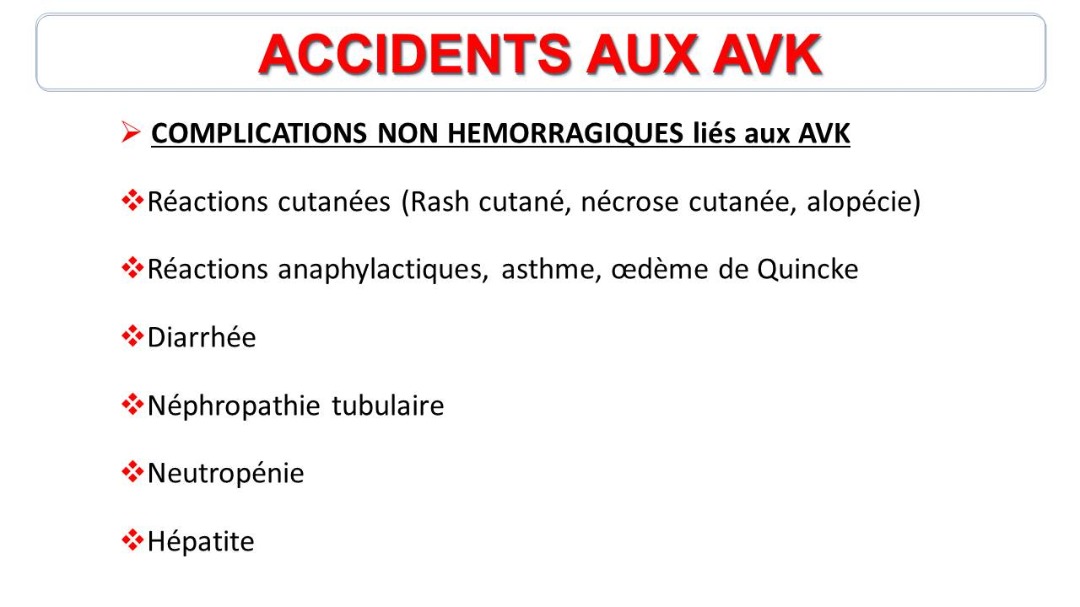 ACCIDENTS AUX AVK
COMPLICATIONS NON HEMORRAGIQUES liés aux AVK
Réactions cutanées (Rash cutané, nécrose cutanée, alopécie)
Réactions anaphylactiques, asthme, œdème de Quincke
Diarrhée
Néphropathie tubulaire
Neutropénie
Hépatite